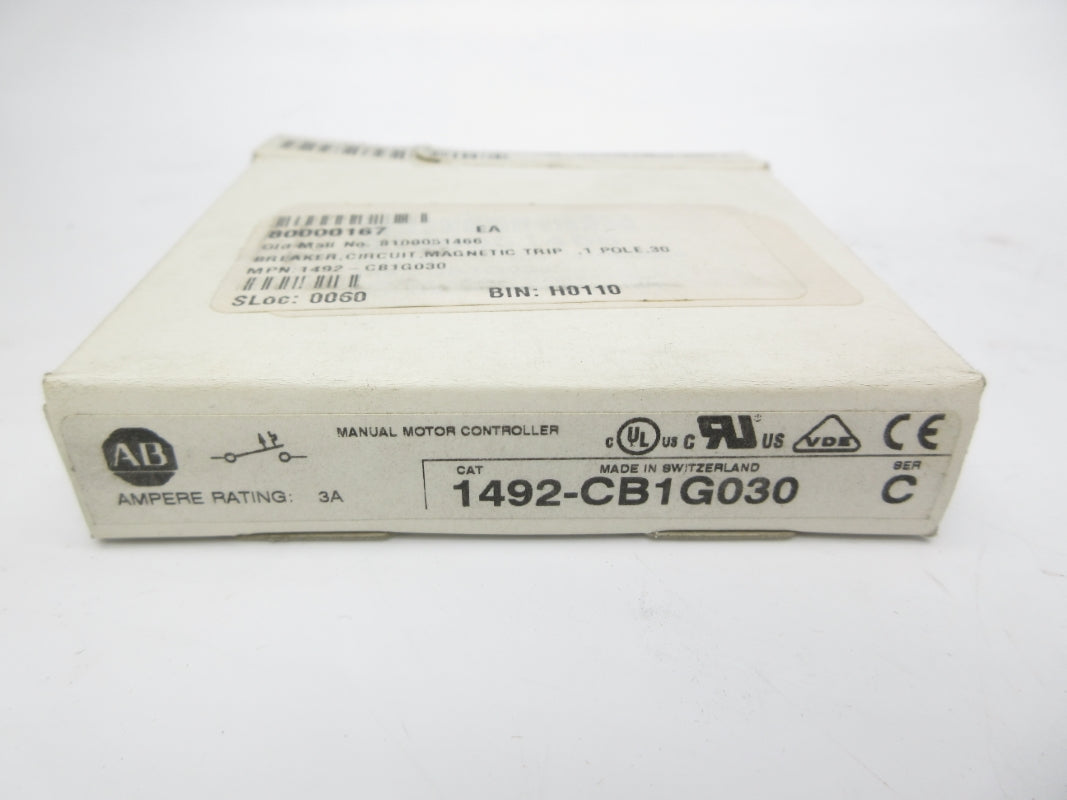 80000167 EA
Old Matl No. 8100051466
BREAKER,CIRCUIT,MAGNETIC TRIP ,1 POLE,30
MPN:1492 - CB1G030
SLoc: 0060 BIN: H0110
AB
MANUAL MOTOR CONTROLLER
c UL us c RU US VDE CE
AMPERE RATING: 3A
CAT MADE IN SWITZERLAND SER
1492-CB1G030 C